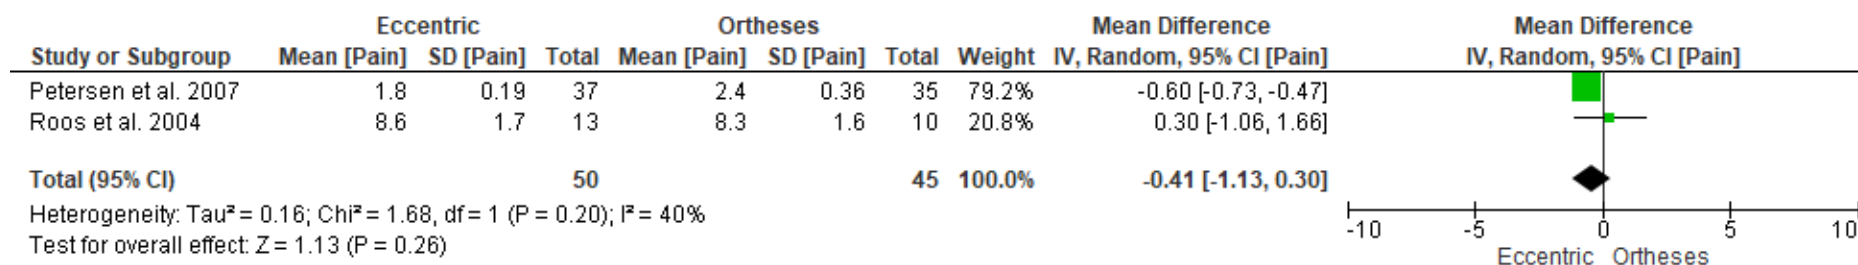 Eccentric Ortheses Mean Difference Mean Difference
Study or Subgroup Mean [Pain] SD [Pain] Total Mean [Pain] SD [Pain] Total Weight IV, Random, 95% CI [Pain] IV, Random, 95% CI [Pain]
Petersen et al. 2007 1.8 0.19 37 2.4 0.36 35 79.2% -0.60 [-0.73, -0.47]
Roos et al. 2004 8.6 1.7 13 8.3 1.6 10 20.8% 0.30 [-1.06, 1.66]
Total (95% CI) 50 45 100.0% -0.41 [-1.13, 0.30]
Heterogeneity: Tau² = 0.16; Chi² = 1.68, df = 1 (P = 0.20); I² = 40%
Test for overall effect: Z = 1.13 (P = 0.26)
-10 -5 0 5 10
Eccentric Ortheses